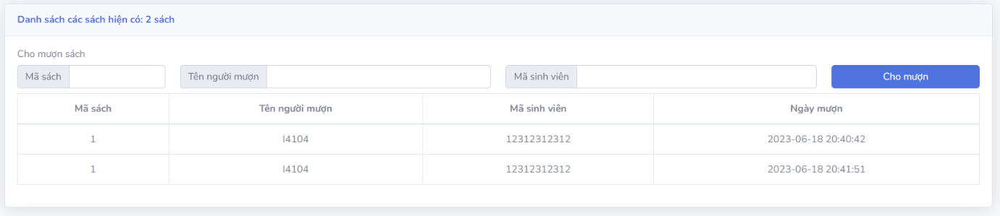 Danh sách các sách hiện có: 2 sách
Cho mượn sách
Mã sách Tên người mượn Mã sinh viên Cho mượn
Mã sách Tên người mượn Mã sinh viên Ngày mượn
1 I4104 12312312312 2023-06-18 20:40:42
1 I4104 12312312312 2023-06-18 20:41:51